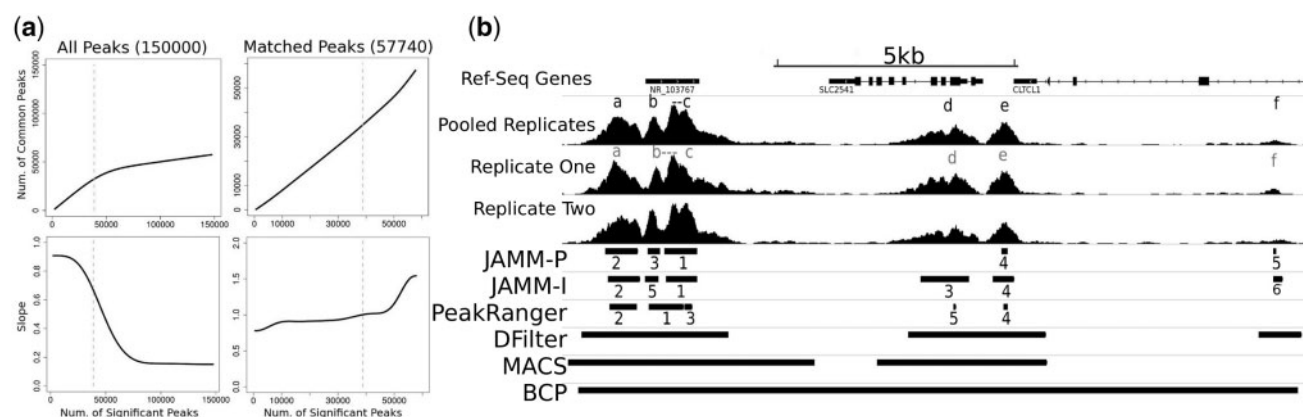 (a)
All Peaks (150000)
Matched Peaks (57740)
Num. of Common Peaks
150000
100000
50000
0
0 50000 100000 150000
50000
30000
10000
0
0 10000 30000 50000
Slope
1.0
0.8
0.6
0.4
0.2
0.0
0 50000 100000 150000
Num. of Significant Peaks
2.0
1.5
1.0
0.5
0.0
0 10000 30000 50000
Num. of Significant Peaks
(b)
5kb
Ref-Seq Genes
NR_103767 SLC2541 CLTCL1
a b --c d e f
Pooled Replicates
a b--- c d e f
Replicate One
Replicate Two
JAMM-P
2 3 1 4 5
JAMM-I
2 5 1 3 4 6
PeakRanger
2 1 3 5 4
DFilter
MACS
BCP